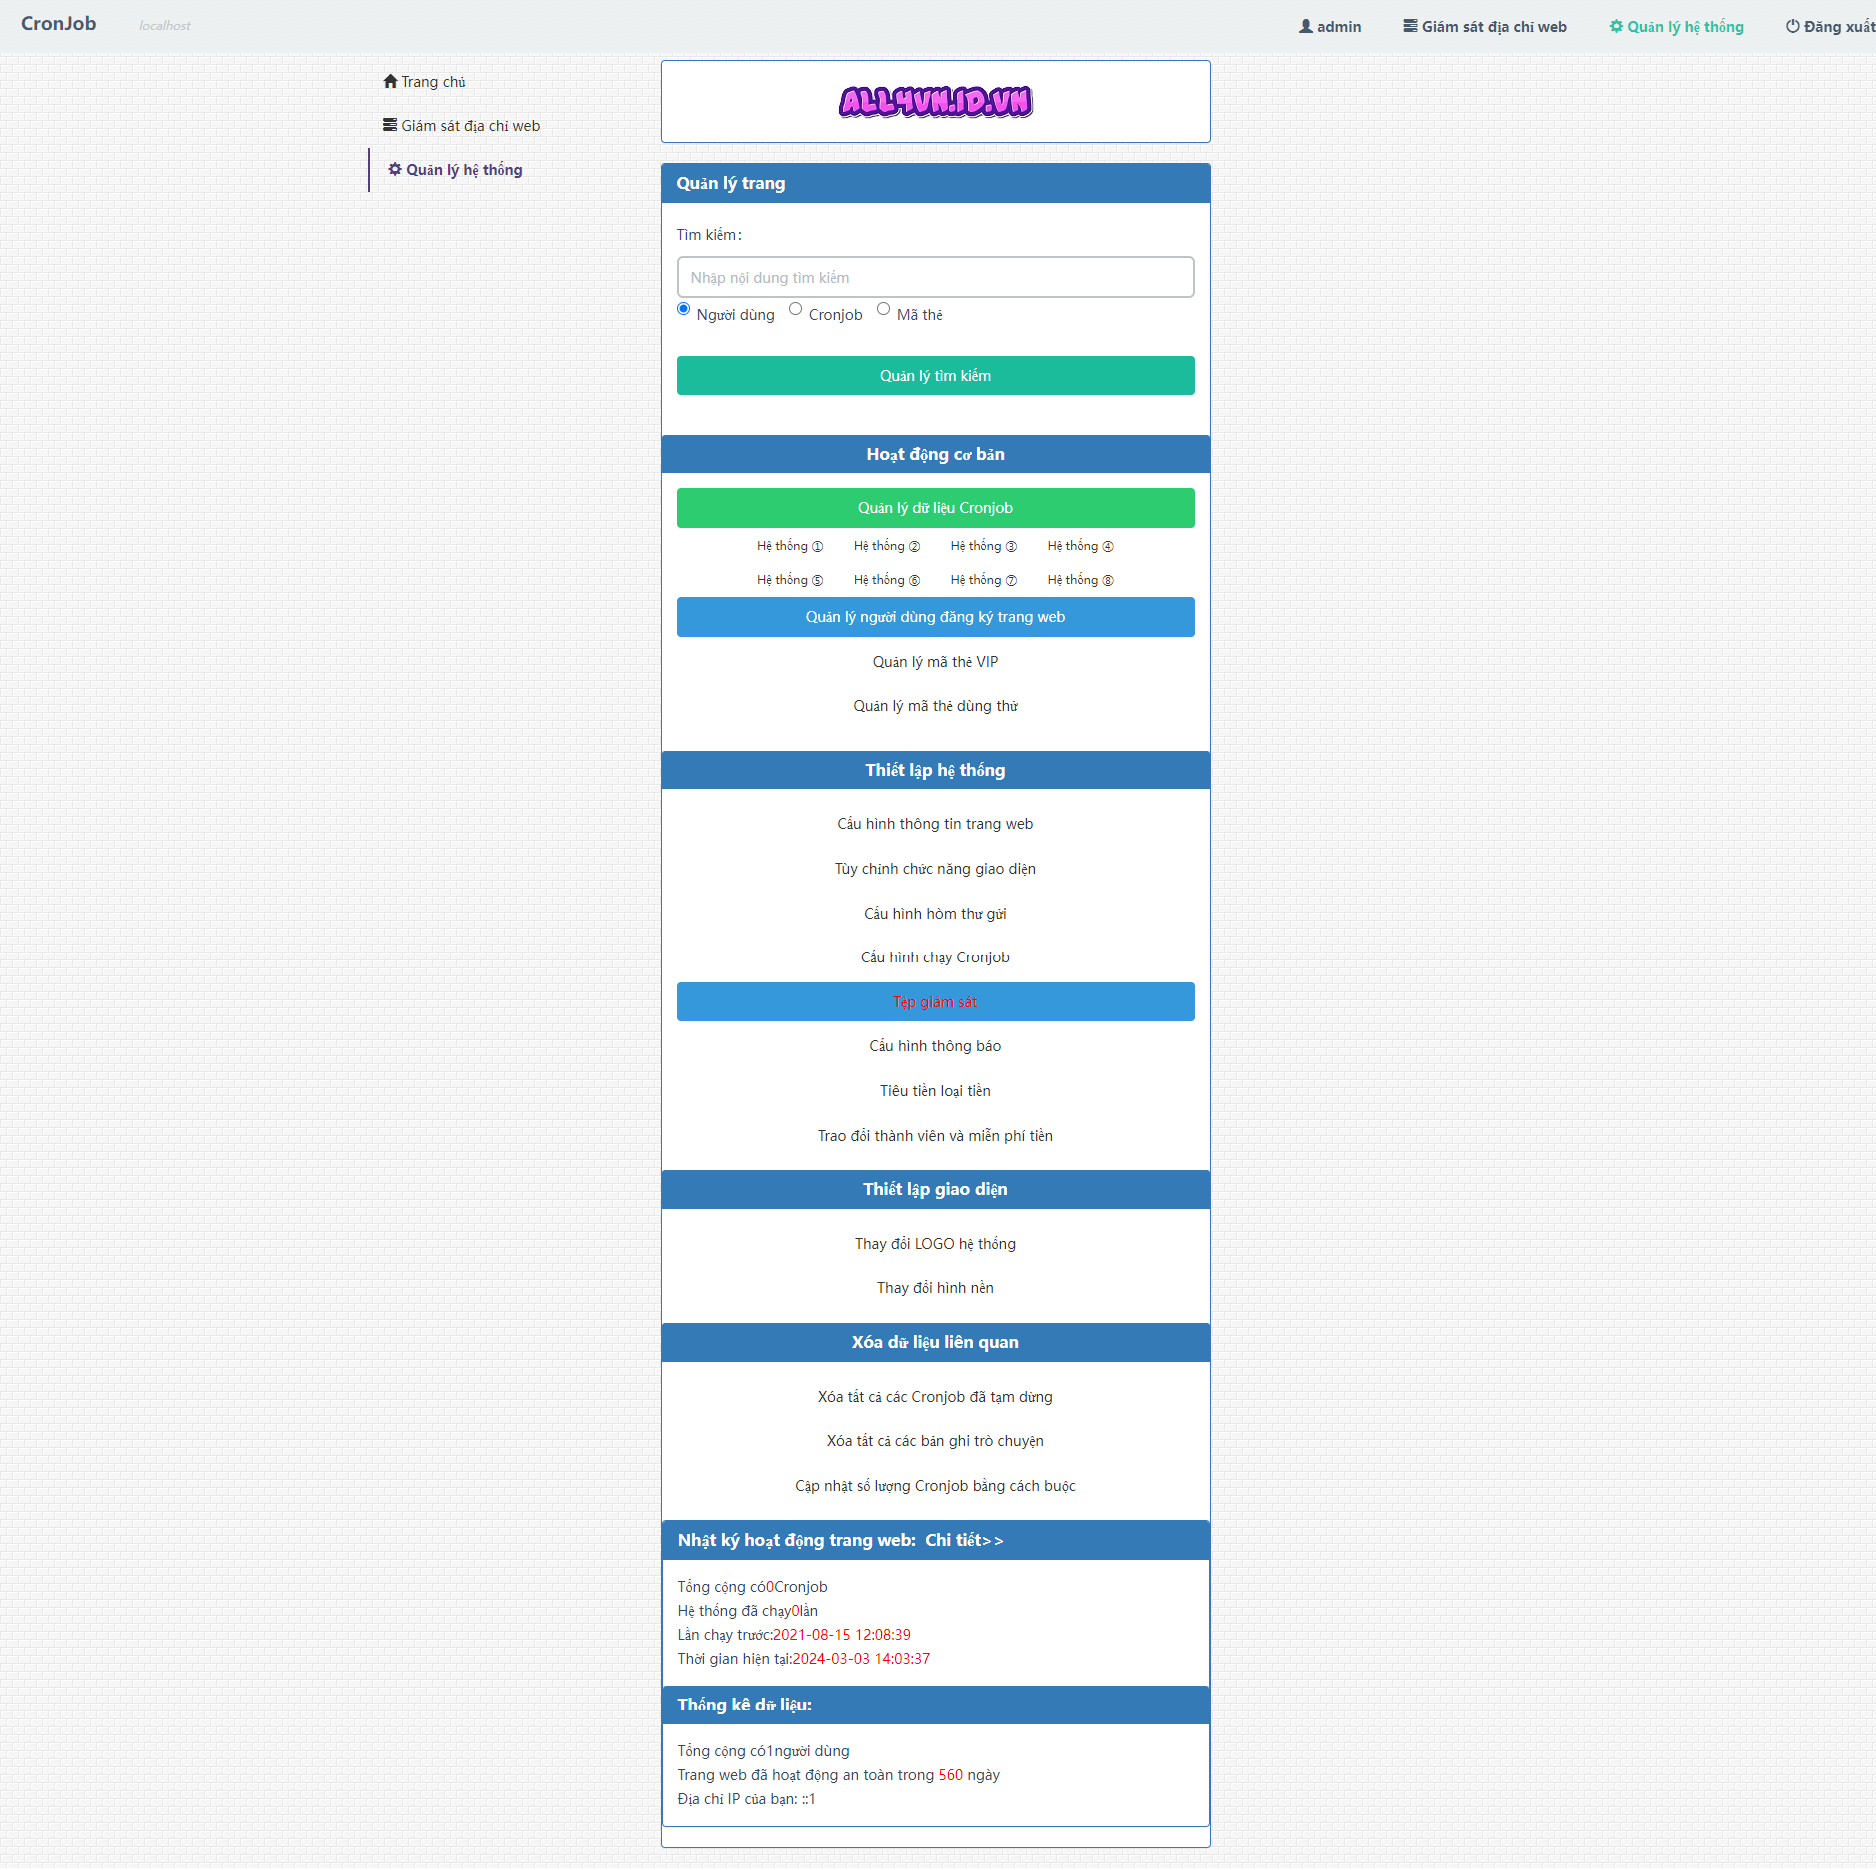 CronJob localhost admin Giám sát địa chỉ web Quản lý hệ thống Đăng xuất
Trang chủ
Giám sát địa chỉ web
Quản lý hệ thống
ALL4VN.ID.VN
Quản lý trang
Tìm kiếm:
Nhập nội dung tìm kiếm
Người dùng Cronjob Mã thẻ
Quản lý tìm kiếm
Hoạt động cơ bản
Quản lý dữ liệu Cronjob
Hệ thống ① Hệ thống ② Hệ thống ③ Hệ thống ④
Hệ thống ⑤ Hệ thống ⑥ Hệ thống ⑦ Hệ thống ⑧
Quản lý người dùng đăng ký trang web
Quản lý mã thẻ VIP
Quản lý mã thẻ dùng thử
Thiết lập hệ thống
Cấu hình thông tin trang web
Tùy chỉnh chức năng giao diện
Cấu hình hòm thư gửi
Cấu hình chạy Cronjob
Tệp giám sát
Cấu hình thông báo
Tiêu tiền loại tiền
Trao đổi thành viên và miễn phí tiền
Thiết lập giao diện
Thay đổi LOGO hệ thống
Thay đổi hình nền
Xóa dữ liệu liên quan
Xóa tất cả các Cronjob đã tạm dừng
Xóa tất cả các bản ghi trò chuyện
Cập nhật số lượng Cronjob bằng cách buộc
Nhật ký hoạt động trang web: Chi tiết>>
Tổng cộng có0Cronjob
Hệ thống đã chạy0lần
Lần chạy trước:2021-08-15 12:08:39
Thời gian hiện tại:2024-03-03 14:03:37
Thống kê dữ liệu:
Tổng cộng có1người dùng
Trang web đã hoạt động an toàn trong 560 ngày
Địa chỉ IP của bạn: ::1